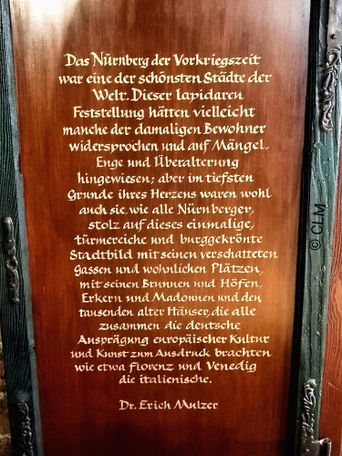 Das Nürnberg der Vorkriegszeit
war eine der schönsten Städte der
Welt. Dieser lapidaren
Feststellung hätten vielleicht
manche der damaligen Bewohner
widersprochen und auf Mängel,
Enge und Überalterung
hingewiesen; aber im tiefsten
Grunde ihres Herzens waren wohl
auch sie, wie alle Nürnberger,
stolz auf dieses einmalige,
türmereiche und burggekrönte
Stadtbild mit seinen verschatteten
Gassen und wohnlichen Plätzen,
mit seinen Brunnen und Höfen,
Erkern und Madonnen und den
tausenden alter Häuser, die alle
zusammen die deutsche
Ausprägung europäischer Kultur
und Kunst zum Ausdruck brachten
wie etwa Florenz und Venedig
die italienische.
Dr. Erich Mulzer
© CLM